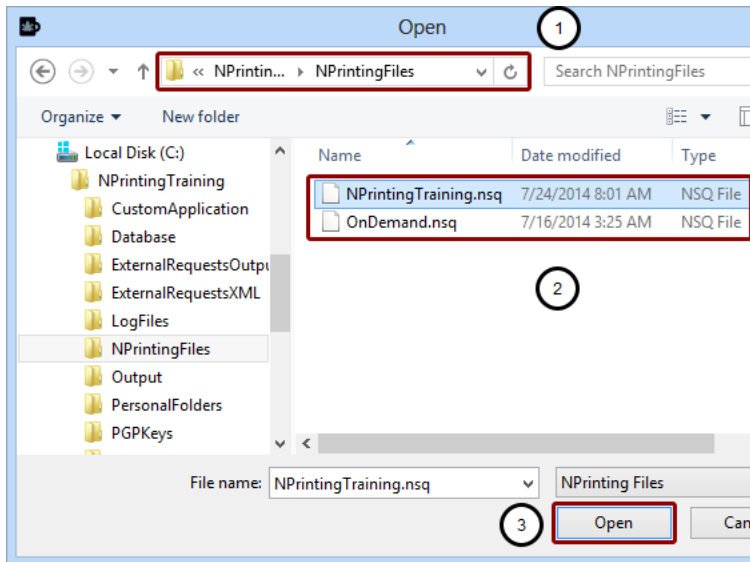 Open
1
« NPrintin... NPrintingFiles
Search NPrintingFiles
Organize
New folder
Local Disk (C:)
NPrintingTraining
CustomApplication
Database
ExternalRequestsOutpu
ExternalRequestsXML
LogFiles
NPrintingFiles
Output
PersonalFolders
PGPKeys
Name Date modified Type
NPrintingTraining.nsq 7/24/2014 8:01 AM NSQ File
OnDemand.nsq 7/16/2014 3:25 AM NSQ File
2
File name: NPrintingTraining.nsq NPrinting Files
3
Open
Can